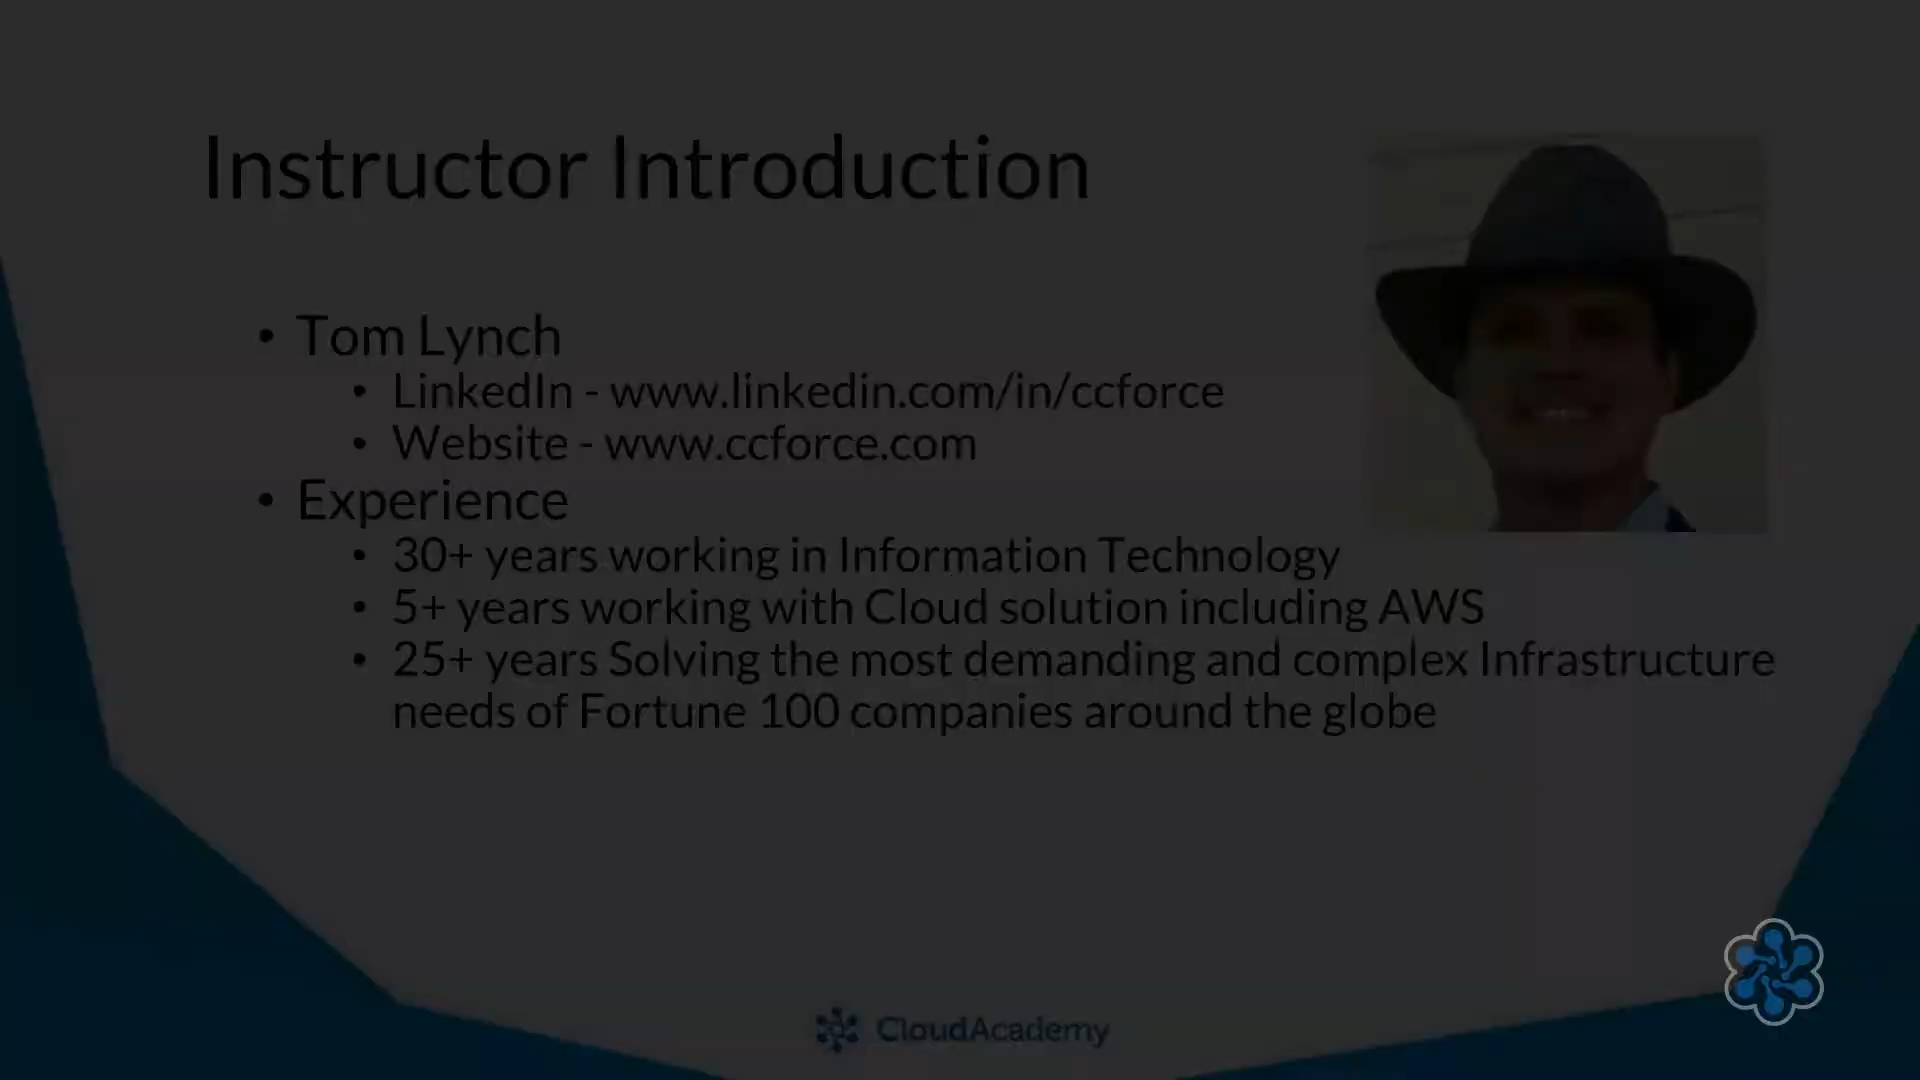 Instructor Introduction
• Tom Lynch
• LinkedIn - www.linkedin.com/in/ccforce
• Website - www.ccforce.com
• Experience
• 30+ years working in Information Technology
• 5+ years working with Cloud solution including AWS
• 25+ years Solving the most demanding and complex Infrastructure
needs of Fortune 100 companies around the globe
CloudAcademy